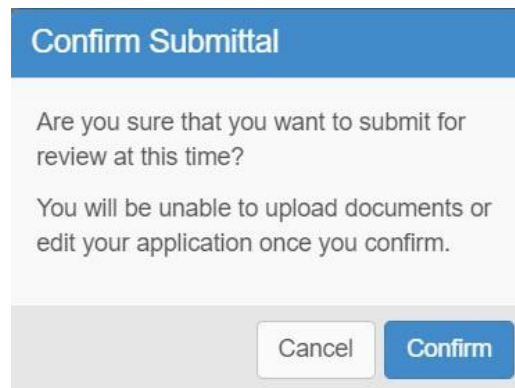 Confirm Submittal
Are you sure that you want to submit for
review at this time?
You will be unable to upload documents or
edit your application once you confirm.
Cancel
Confirm